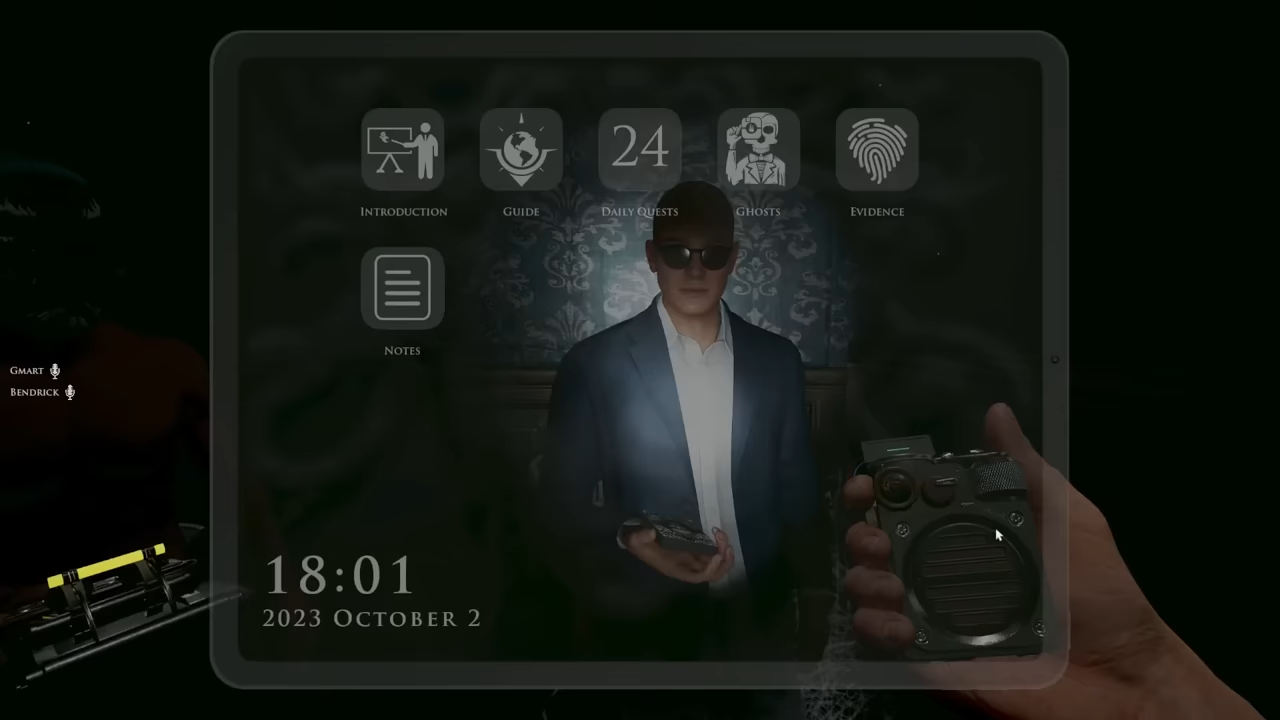 24
Introduction
Guide
Daily Quests
Ghosts
Evidence
Notes
Gmart
Bendrick
18:01
2023 October 2